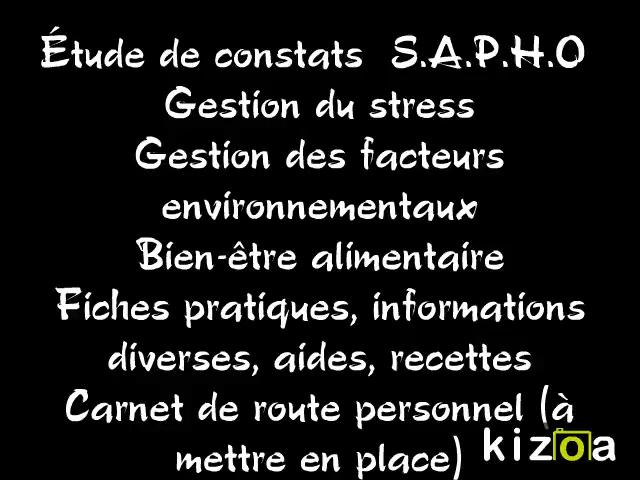 Étude de constats S.A.P.H.O
Gestion du stress
Gestion des facteurs
environnementaux
Bien-être alimentaire
Fiches pratiques, informations
diverses, aides, recettes
Carnet de route personnel (à
mettre en place)
kizoa